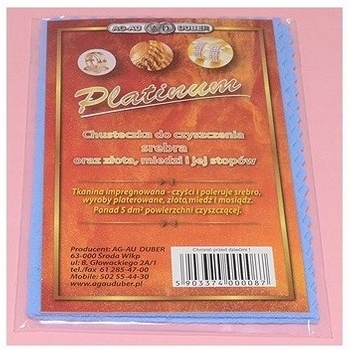 AG-AU DUBER
Platinum
Chusteczka do czyszczenia
srebra
oraz złota, miedzi i jej stopów
Tkanina impregnowana - czyści i poleruje srebro,
wyroby platerowane, złoto, miedź i mosiądz.
Ponad 5 dm² powierzchni czyszczącej.
Producent: AG-AU DUBER
63-000 Środa Wlkp
ul: B. Głowackiego 2A/1
tel./fax 61 285-47-00
Mobile: 502 55-44-30
www.agauduber.pl
Chronić przed dziećmi !
5 903374 000087